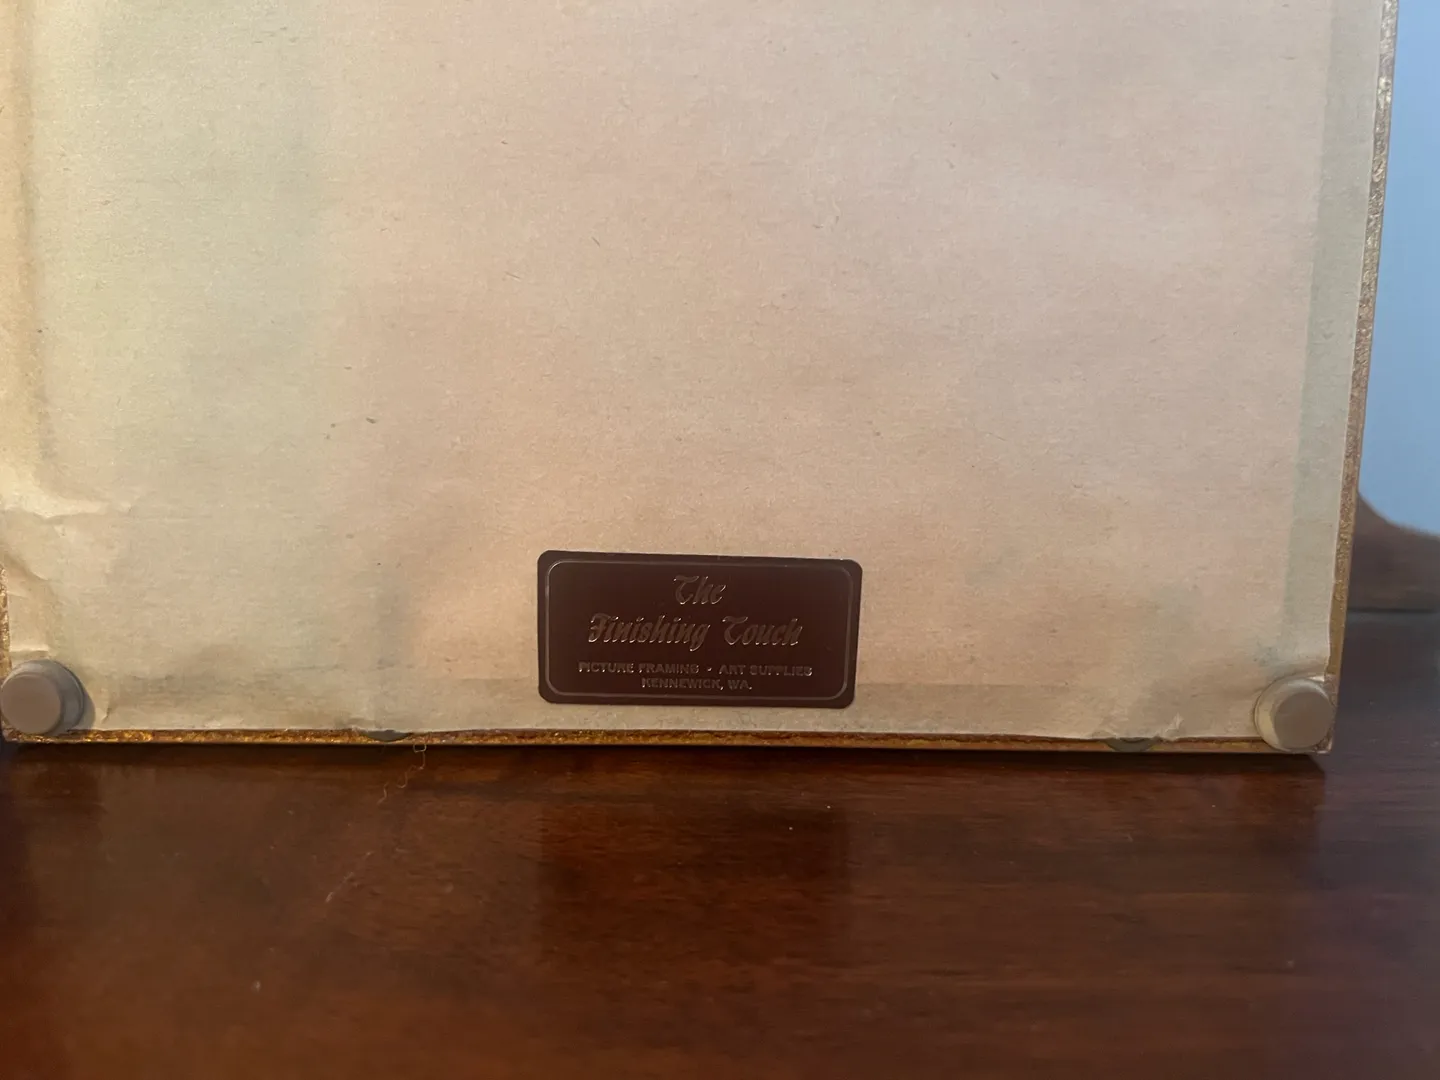 The
Finishing Touch
PICTURE FRAMING • ART SUPPLIES
KENNEWICK, WA.